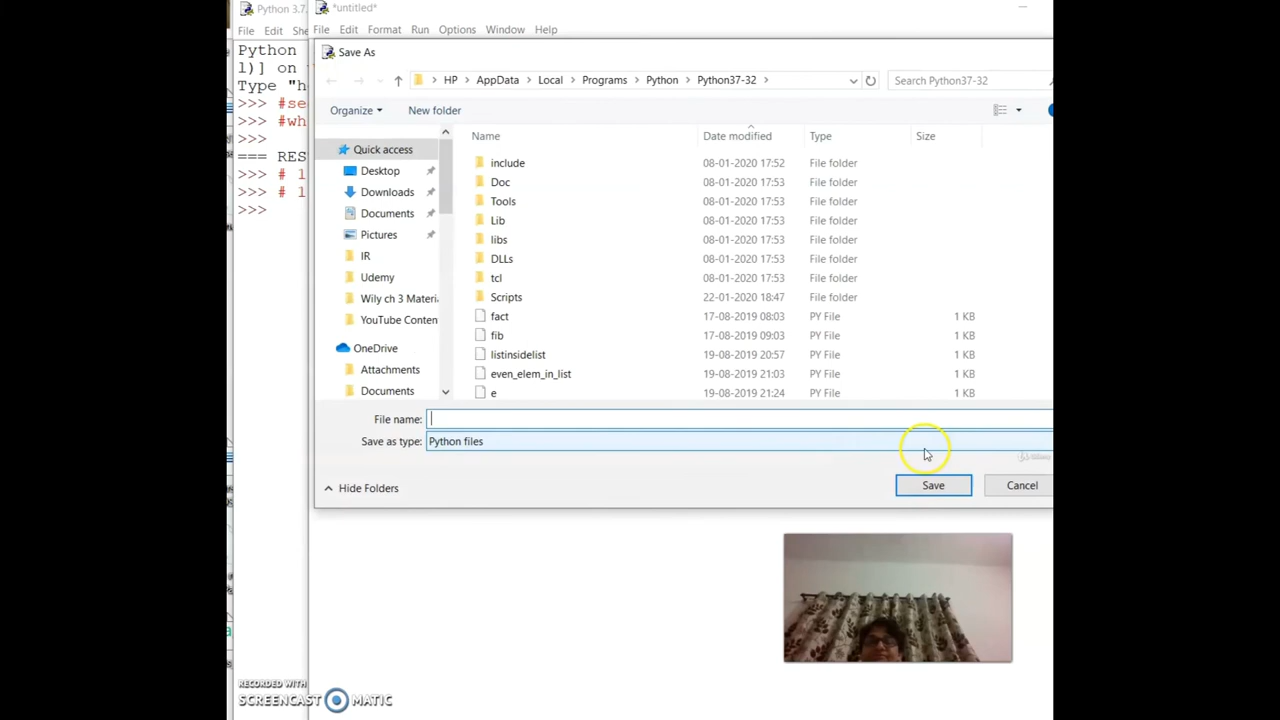 Python 3.7.
*untitled*
File Edit She
File Edit Format Run Options Window Help
Python
l)] on
Type "h
>>> #se
>>> #wh
>>>
=== RES
>>> # l
>>> # l
>>>
Save As
HP > AppData > Local > Programs > Python > Python37-32 >
Search Python37-32
Organize
New folder
Name Date modified Type Size
Quick access
Desktop
Downloads
Documents
Pictures
IR
Udemy
Wily ch 3 Materi
YouTube Conten
OneDrive
Attachments
Documents
include 08-01-2020 17:52 File folder
Doc 08-01-2020 17:53 File folder
Tools 08-01-2020 17:53 File folder
Lib 08-01-2020 17:53 File folder
libs 08-01-2020 17:53 File folder
DLLs 08-01-2020 17:53 File folder
tcl 08-01-2020 17:53 File folder
Scripts 22-01-2020 18:47 File folder
fact 17-08-2019 08:03 PY File 1 KB
fib 17-08-2019 09:03 PY File 1 KB
listinsidelist 19-08-2019 20:57 PY File 1 KB
even_elem_in_list 19-08-2019 21:03 PY File 1 KB
e 19-08-2019 21:24 PY File 1 KB
File name:
Save as type: Python files
Udemy
Hide Folders
Save
Cancel
RECORDED WITH
SCREENCAST MATIC